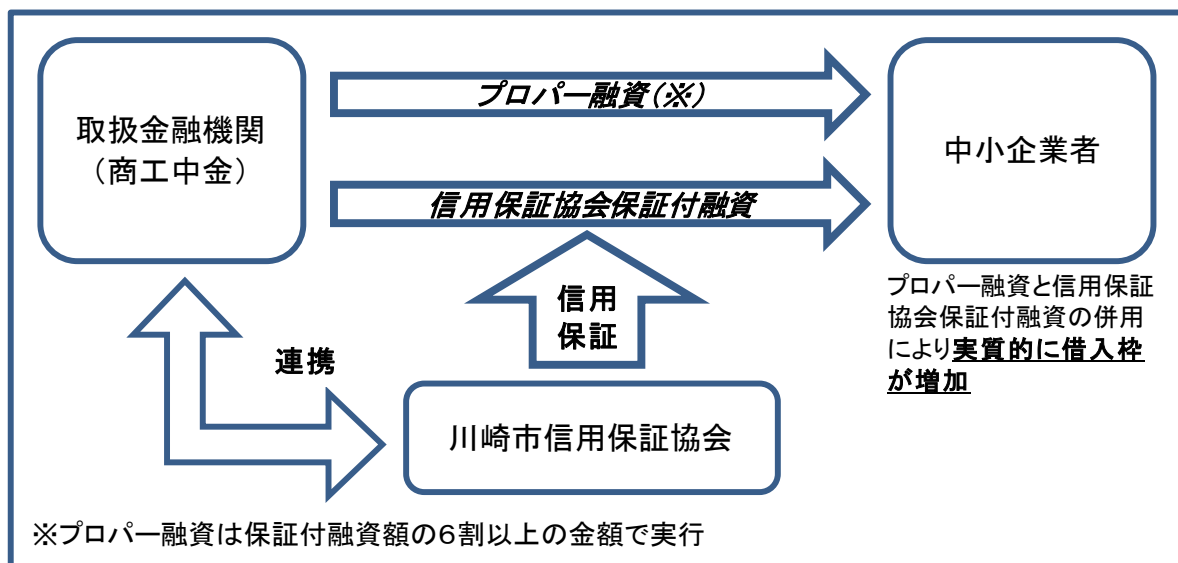 取扱金融機関
（商工中金）
プロパー融資（※）
信用保証協会保証付融資
中小企業者
プロパー融資と信用保証
協会保証付融資の併用
により実質的に借入枠
が増加
信用
保証
連携
川崎市信用保証協会
※プロパー融資は保証付融資額の６割以上の金額で実行